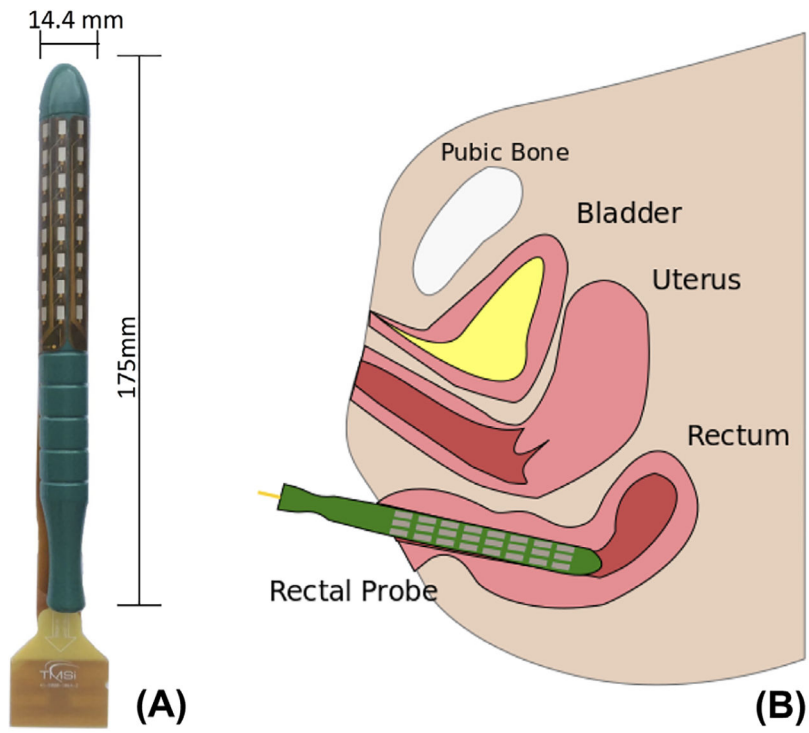 14.4 mm
175mm
TMSi
(A)
Pubic Bone
Bladder
Uterus
Rectum
Rectal Probe
(B)